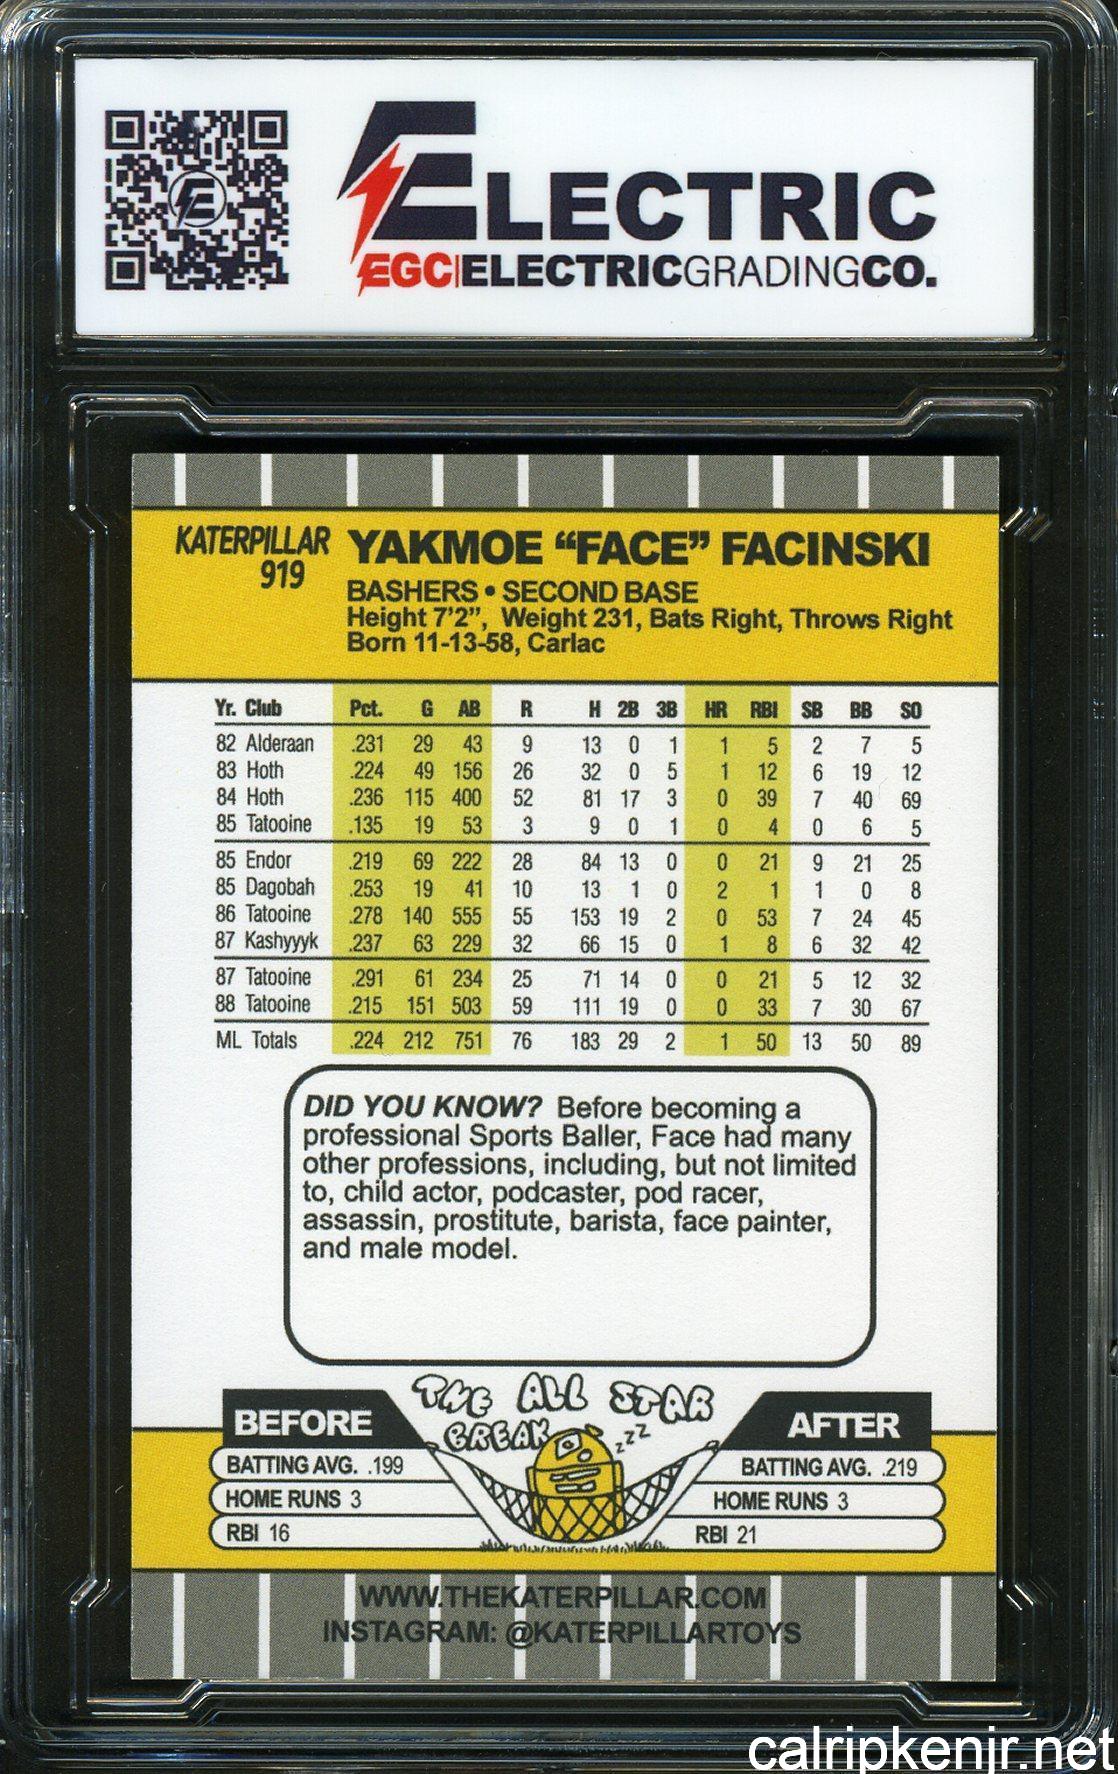 ELECTRIC
EGC|ELECTRICGRADINGCO.
KATERPILLAR
919
YAKMOE “FACE” FACINSKI
BASHERS • SECOND BASE
Height 7'2", Weight 231, Bats Right, Throws Right
Born 11-13-58, Carlac
Yr. Club Pct. G AB R H 2B 3B HR RBI SB BB SO
82 Alderaan .231 29 43 9 13 0 1 1 5 2 7 5
83 Hoth .224 49 156 26 32 0 5 1 12 6 19 12
84 Hoth .236 115 400 52 81 17 3 0 39 7 40 69
85 Tatooine .135 19 53 3 9 0 1 0 4 0 6 5
85 Endor .219 69 222 28 84 13 0 0 21 9 21 25
85 Dagobah .253 19 41 10 13 1 0 2 1 1 0 8
86 Tatooine .278 140 555 55 153 19 2 0 53 7 24 45
87 Kashyyyk .237 63 229 32 66 15 0 1 8 6 32 42
87 Tatooine .291 61 234 25 71 14 0 0 21 5 12 32
88 Tatooine .215 151 503 59 111 19 0 0 33 7 30 67
ML Totals .224 212 751 76 183 29 2 1 50 13 50 89
DID YOU KNOW? Before becoming a
professional Sports Baller, Face had many
other professions, including, but not limited
to, child actor, podcaster, pod racer,
assassin, prostitute, barista, face painter,
and male model.
THE ALL STAR
BREAK
zzz
BEFORE
BATTING AVG. .199
HOME RUNS 3
RBI 16
AFTER
BATTING AVG. .219
HOME RUNS 3
RBI 21
WWW.THEKATERPILLAR.COM
INSTAGRAM: @KATERPILLARTOYS
calripkenjr.net